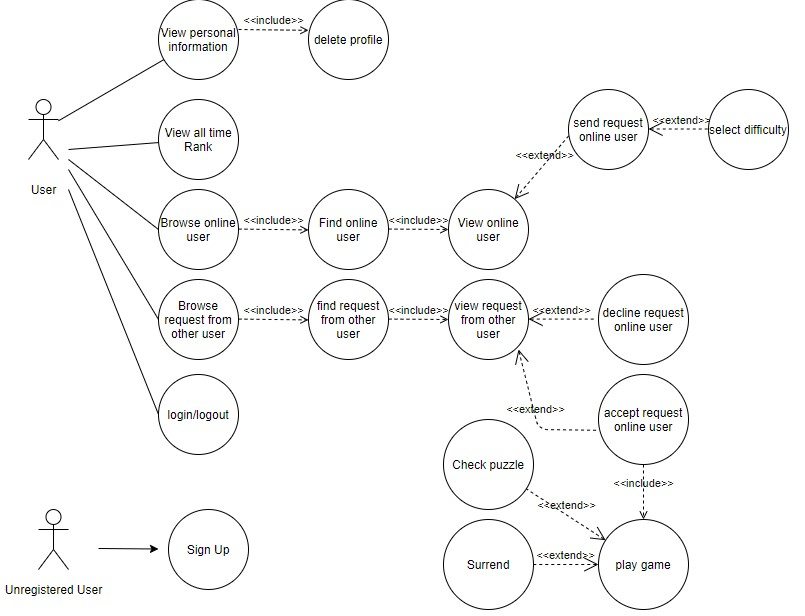 View personal
information
<<include>>
delete profile
User
View all time
Rank
send request
online user
<<extend>>
select difficulty
<<extend>>
Browse online
user
<<include>>
Find online
user
<<include>>
View online
user
Browse
request from
other user
<<include>>
find request
from other
user
<<include>>
view request
from other
user
<<extend>>
decline request
online user
login/logout
<<extend>>
accept request
online user
<<include>>
Check puzzle
<<extend>>
Unregistered User
Sign Up
Surrend
<<extend>>
play game